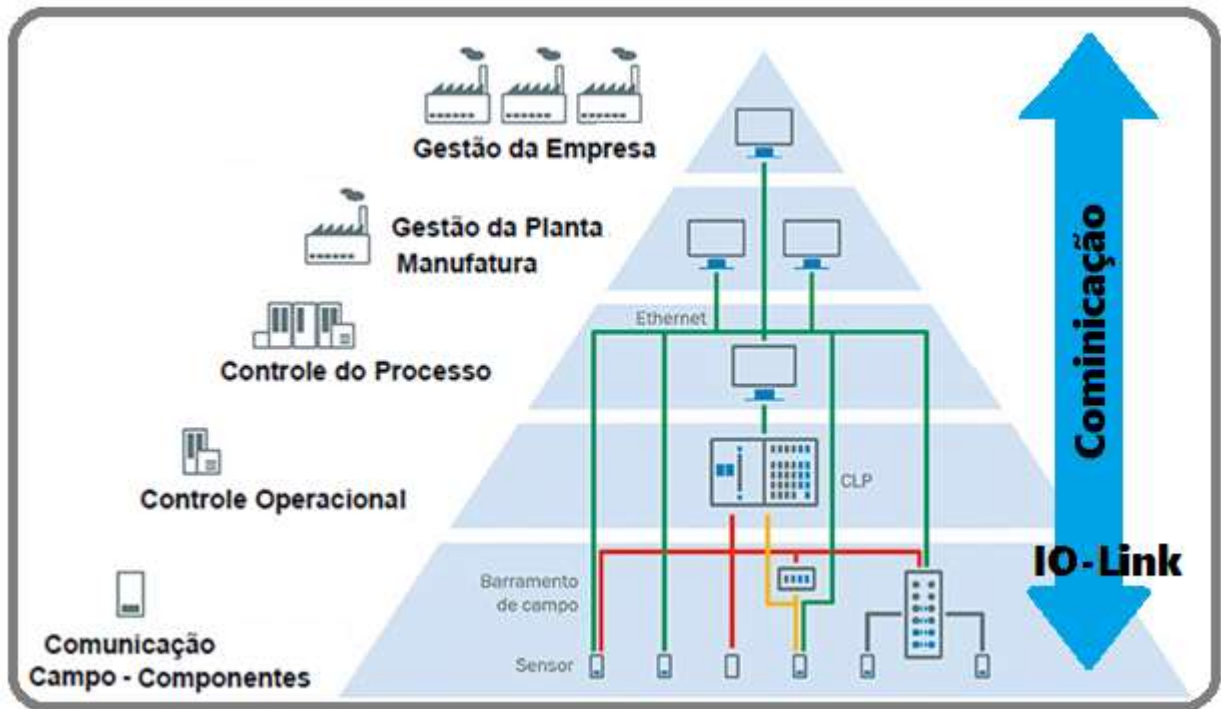 Gestão da Empresa
Gestão da Planta
Manufatura
Ethernet
Controle do Processo
CLP
Controle Operacional
Barramento
de campo
Sensor
Comunicação
Campo - Componentes
Cominicação
IO-Link